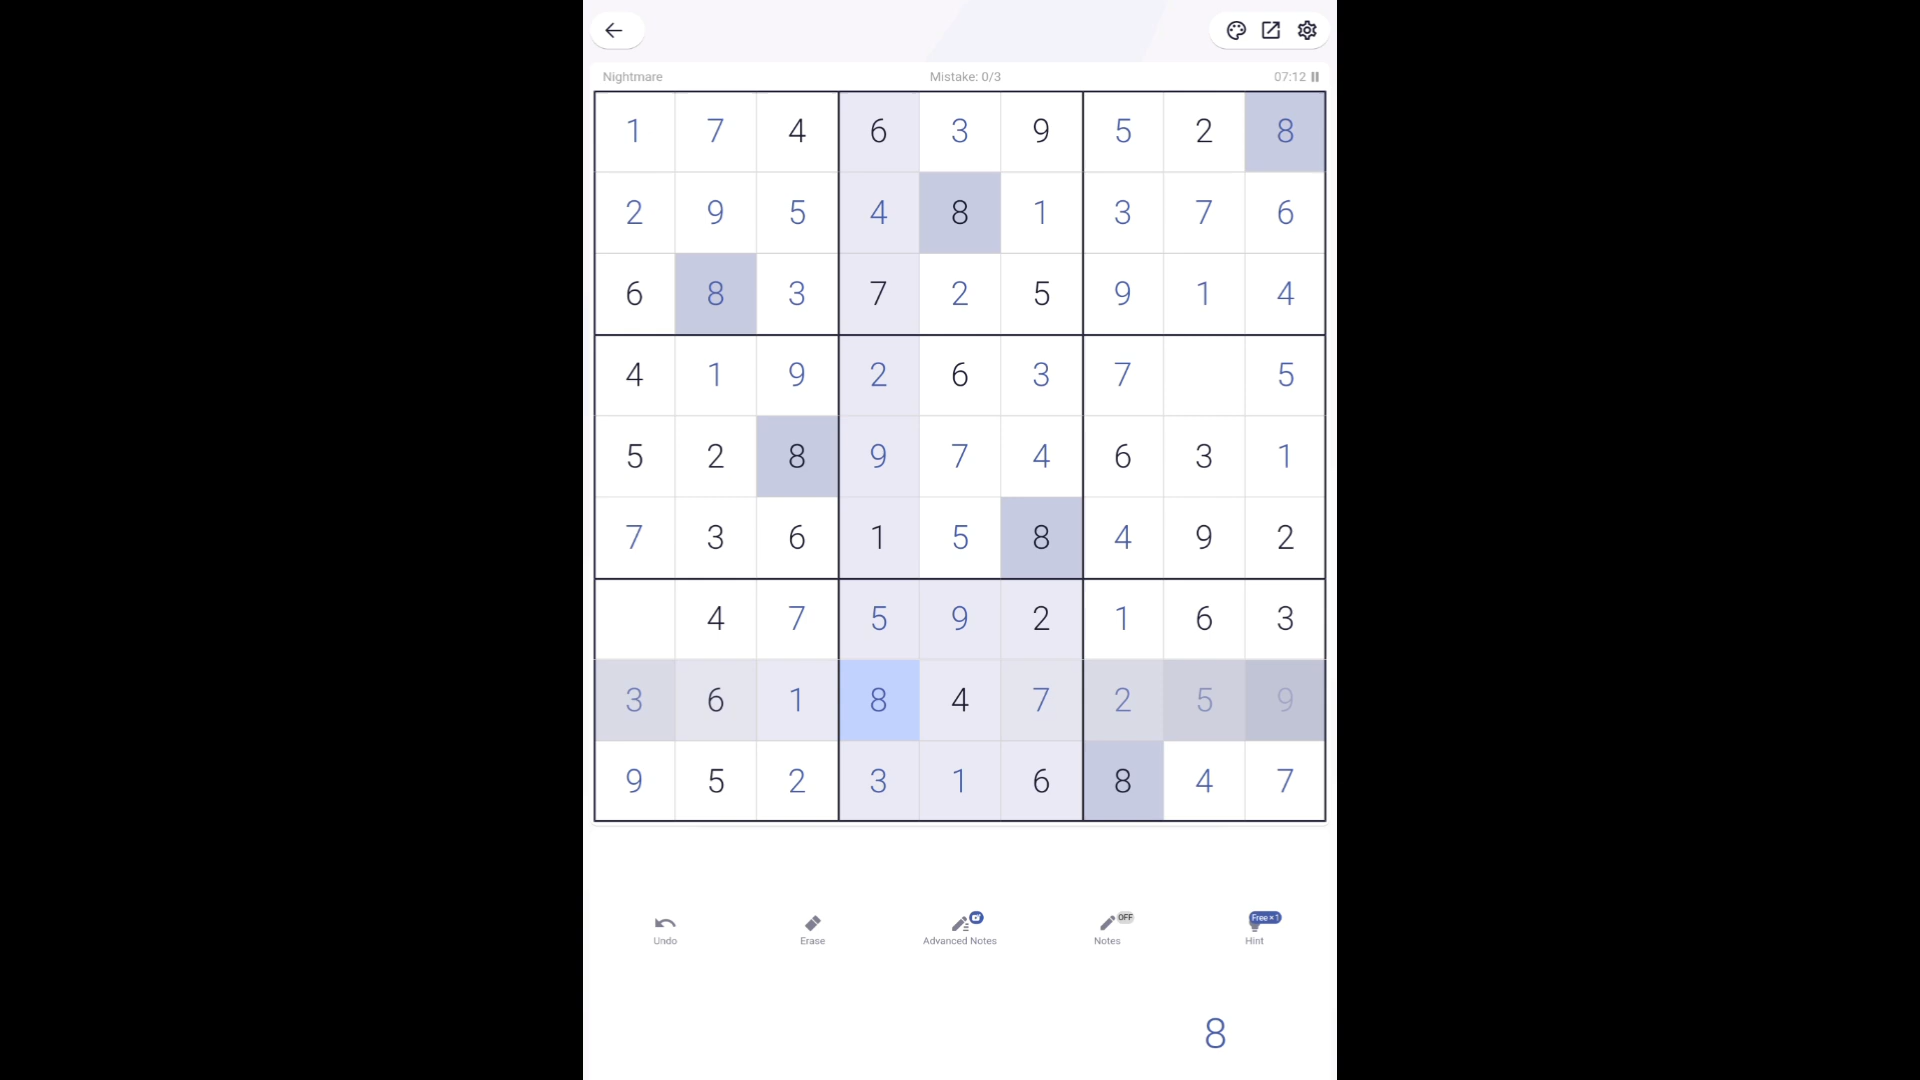 Nightmare Mistake: 0/3 07:12
1 7 4 6 3 9 5 2 8
2 9 5 4 8 1 3 7 6
6 8 3 7 2 5 9 1 4
4 1 9 2 6 3 7 5
5 2 8 9 7 4 6 3 1
7 3 6 1 5 8 4 9 2
4 7 5 9 2 1 6 3
3 6 1 8 4 7 2 5 9
9 5 2 3 1 6 8 4 7
OFF Free×1
Undo Erase Advanced Notes Notes Hint
8